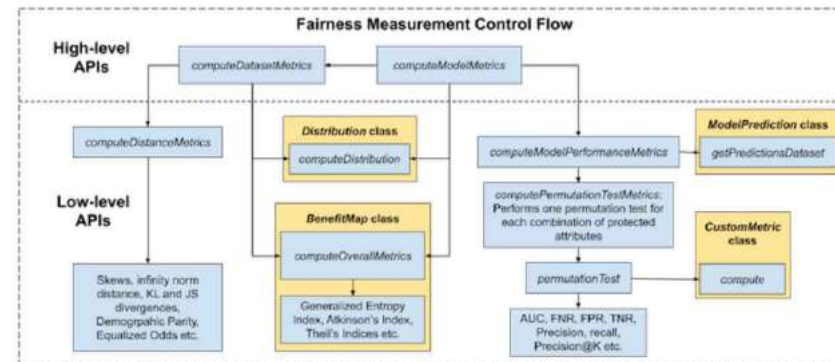 Fairness Measurement Control Flow
High-level
APIs
computeDatasetMetrics
computeModelMetrics
computeDistanceMetrics
Distribution class
computeDistribution
computeModelPerformanceMetrics
ModelPrediction class
getPredictionsDataset
Low-level
APIs
BenefitMap class
computeOverallMetrics
Generalized Entropy
Index, Atkinson's Index,
Theil's Indices etc.
computePermutationTestMetrics:
Performs one permutation test for
each combination of protected
attributes
CustomMetric
class
compute
permutationTest
Skews, infinity norm
distance, KL and JS
divergences,
Demogrpahic Parity,
Equalized Odds etc.
AUC, FNR, FPR, TNR,
Precision, recall,
Precision@K etc.